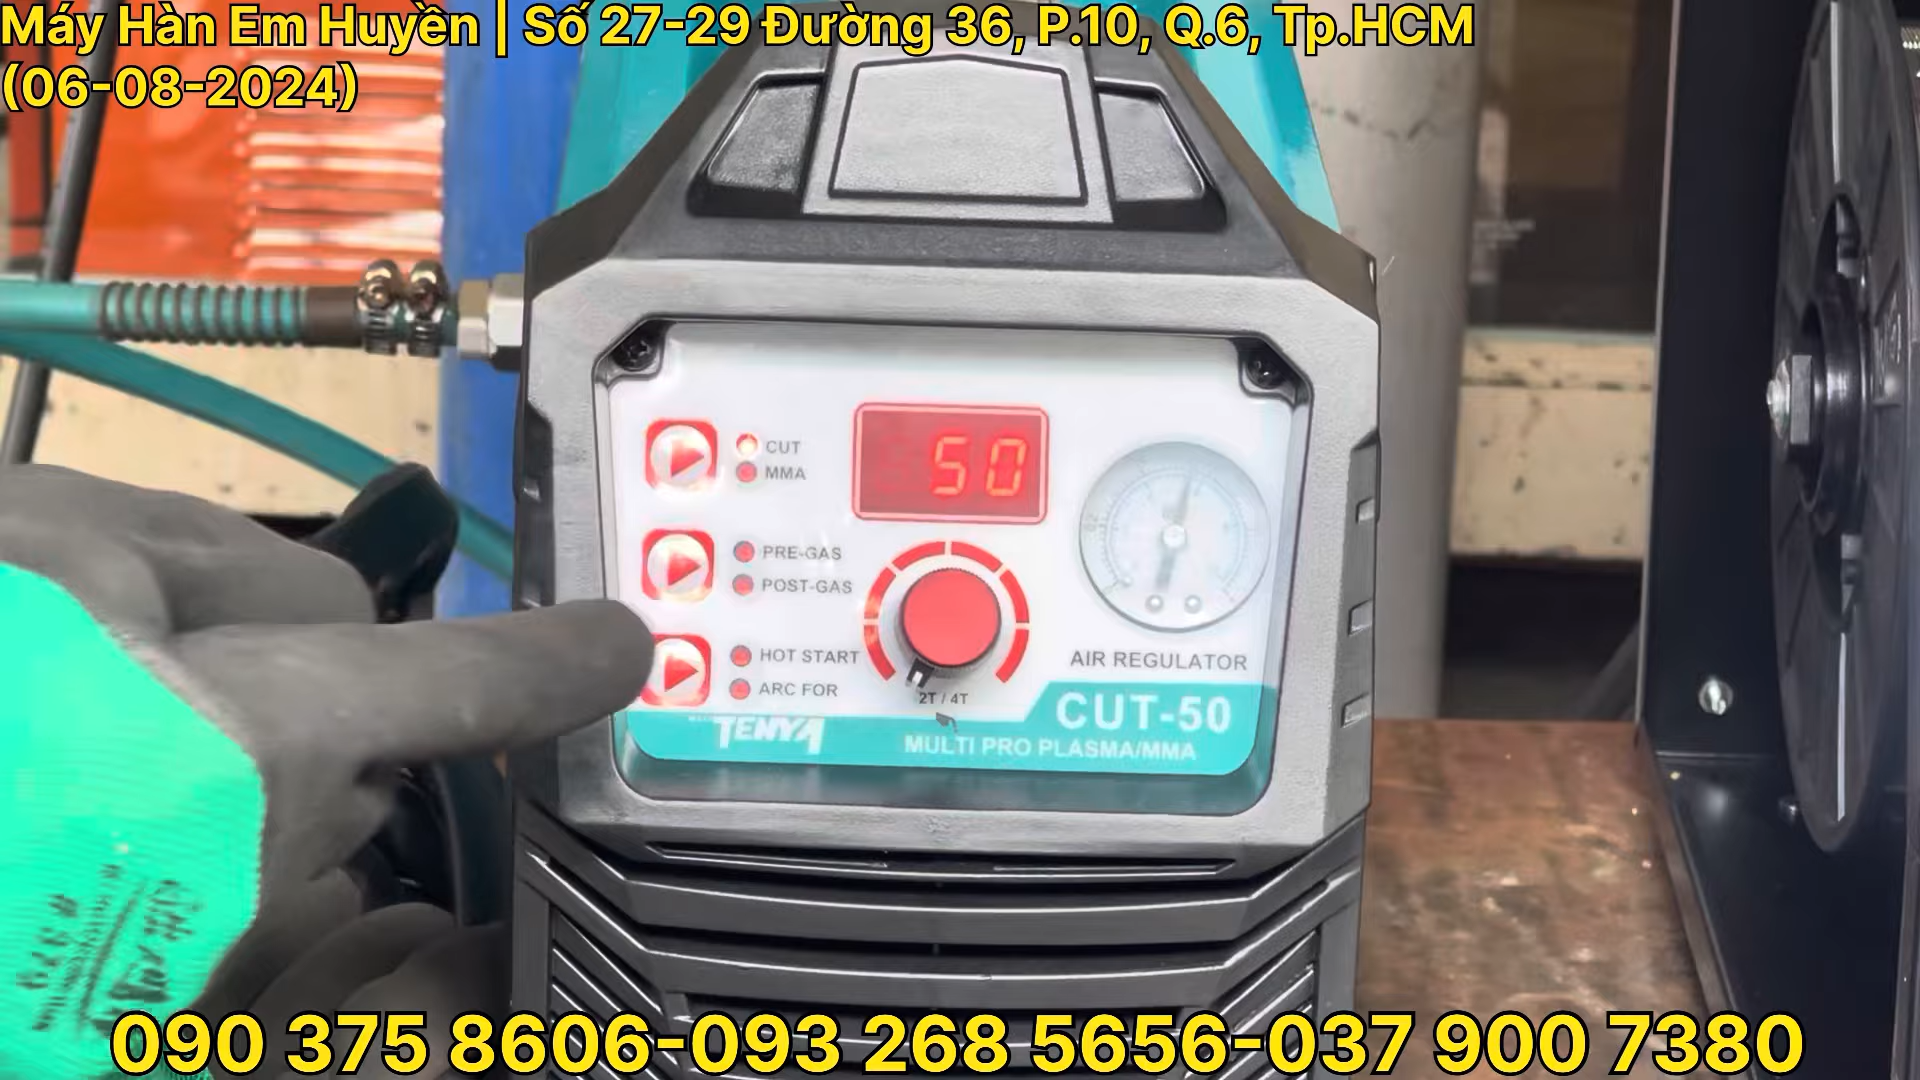 Máy Hàn Em Huyền | Số 27-29 Đường 36, P.10, Q.6, Tp.HCM
(06-08-2024)
CUT
MMA
50
PRE-GAS
POST-GAS
HOT START
ARC FOR
2T / 4T
AIR REGULATOR
CUT-50
TENYA
MULTI PRO PLASMA/MMA
090 375 8606-093 268 5656-037 900 7380